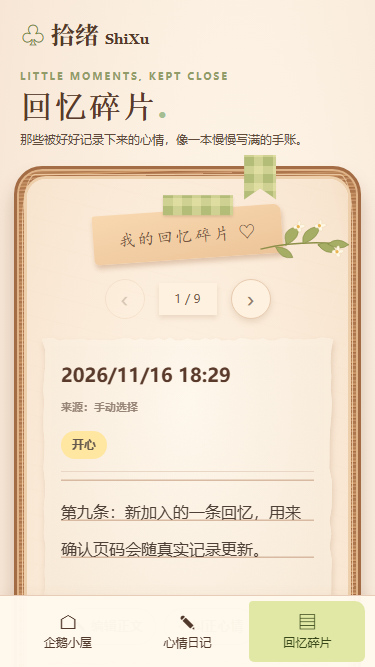 拾绪 ShiXu
LITTLE MOMENTS, KEPT CLOSE
回忆碎片。
那些被好好记录下来的心情，像一本慢慢写满的手账。
我的回忆碎片 ♡
‹ 1 / 9 ›
2026/11/16 18:29
来源：手动选择
开心
第九条：新加入的一条回忆，用来
确认页码会随真实记录更新。
企鹅小屋 心情日记 回忆碎片